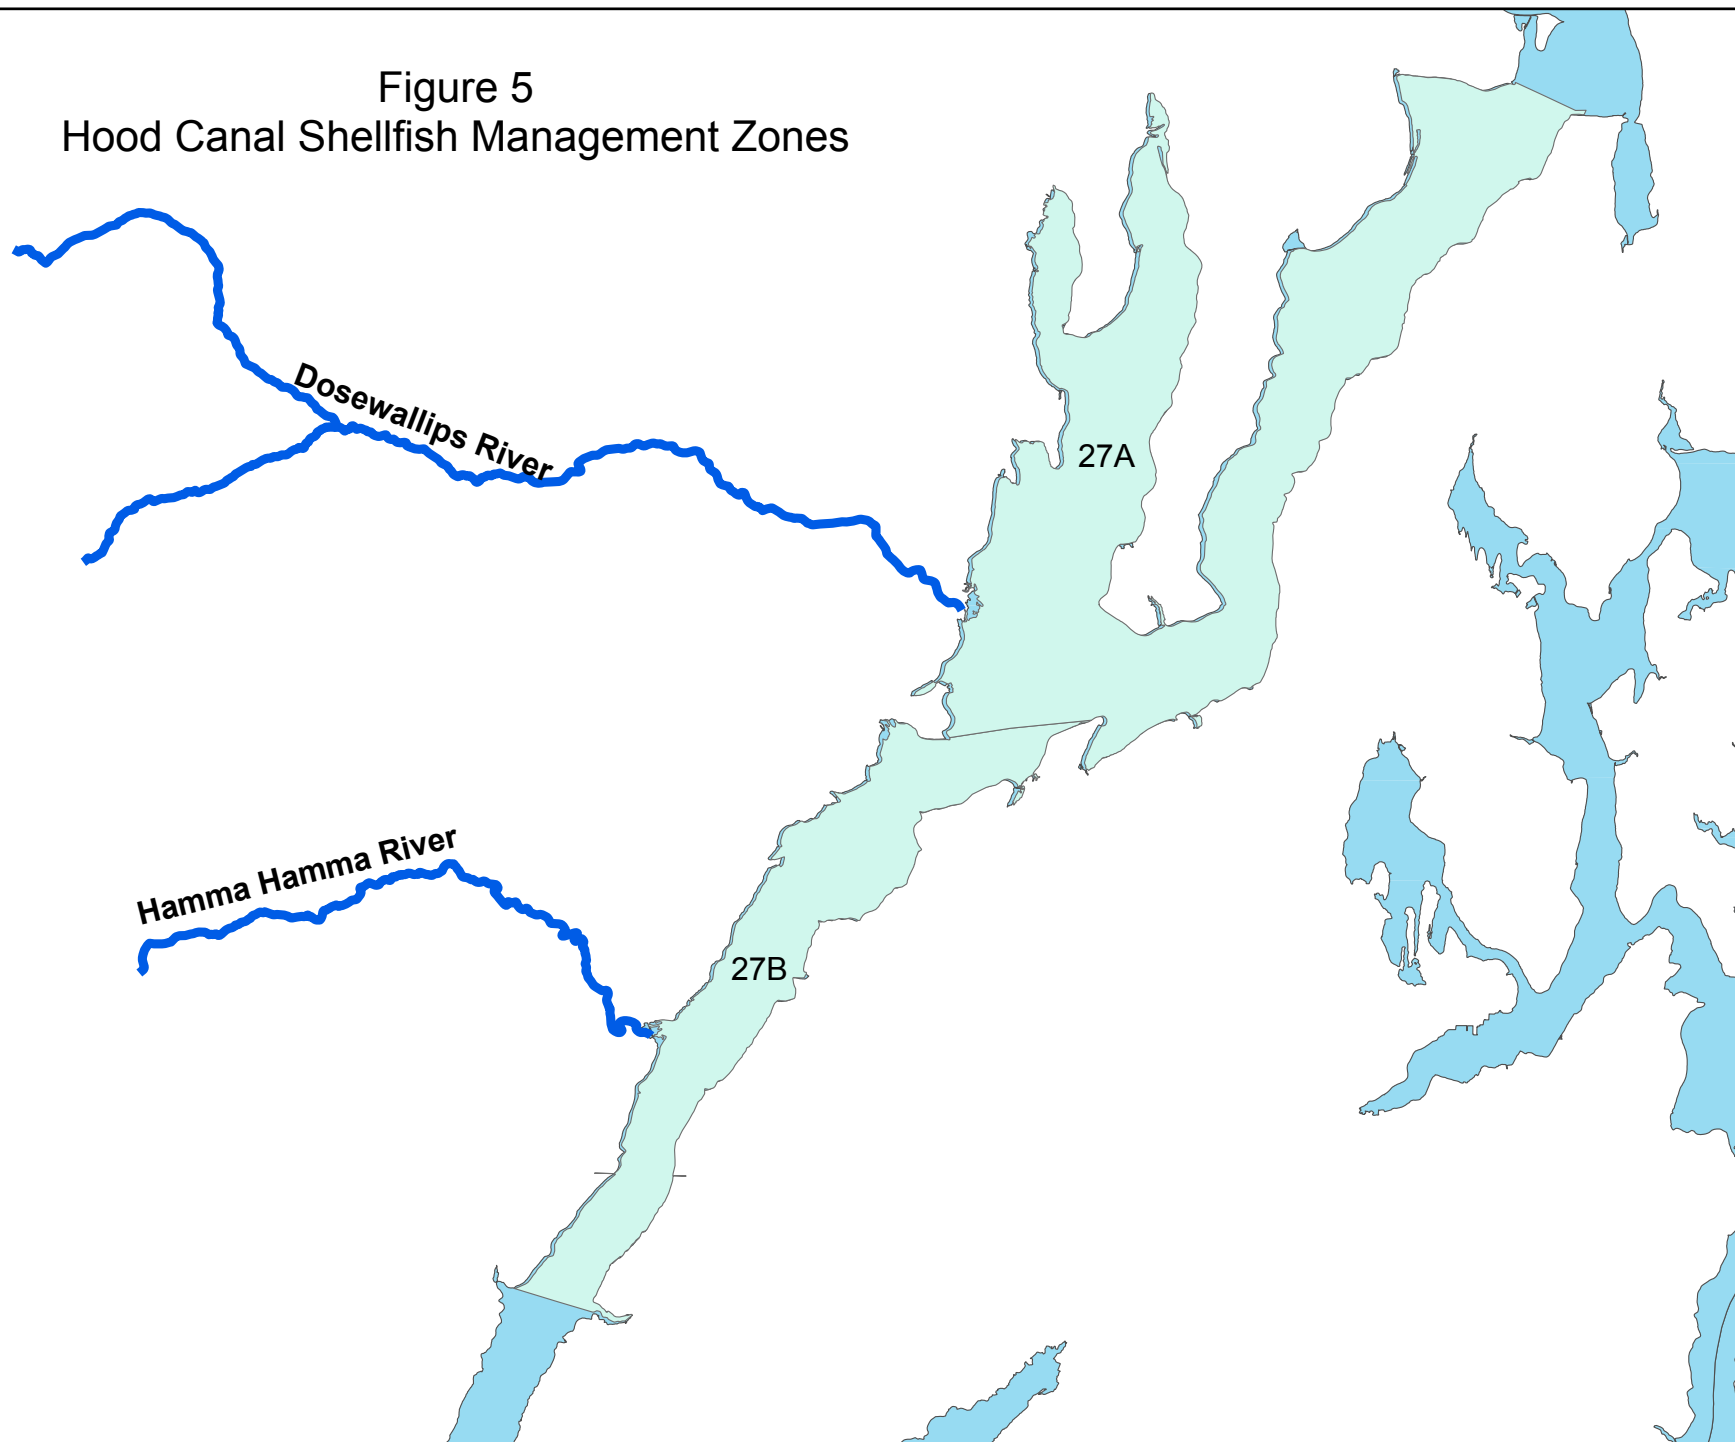 Figure 5
Hood Canal Shellfish Management Zones
Dosewallips River
27A
Hamma Hamma River
27B